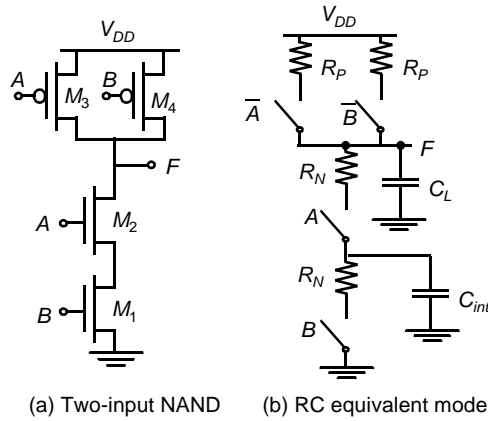 V_DD
V_DD
A
M_3
B
M_4
R_P
R_P
A̅
B̅
F
F
R_N
C_L
A
M_2
A
R_N
C_int
B
M_1
B
(a) Two-input NAND
(b) RC equivalent mode